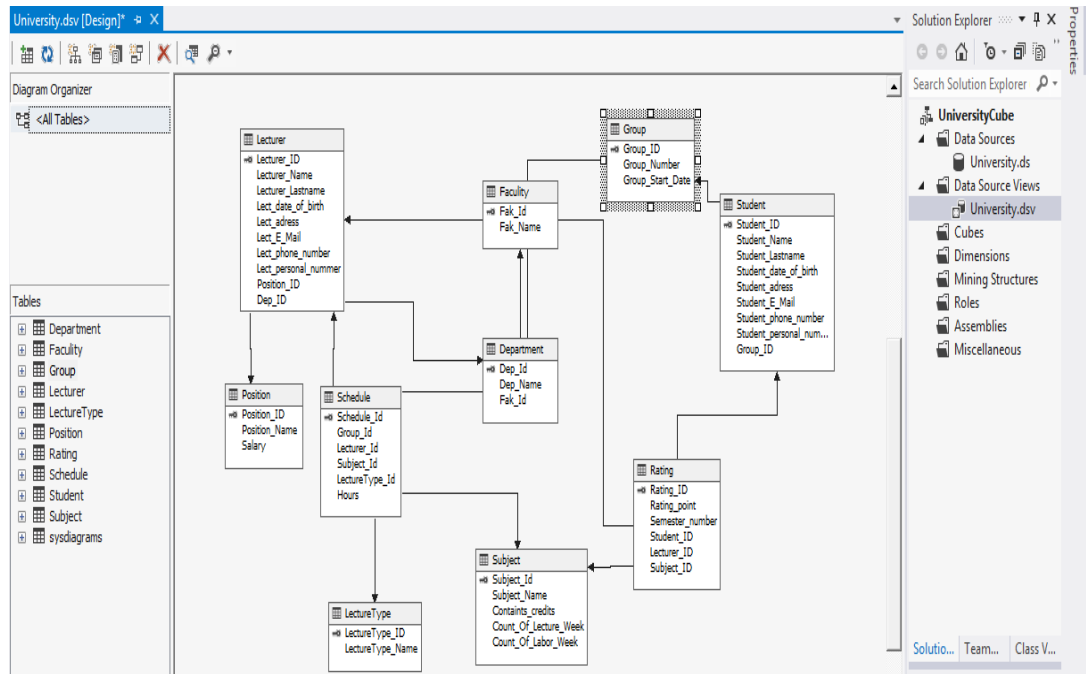 University.dsv [Design]*
Solution Explorer
Properties
Diagram Organizer
<All Tables>
Search Solution Explorer
UniversityCube
Data Sources
University.ds
Data Source Views
University.dsv
Cubes
Dimensions
Mining Structures
Roles
Assemblies
Miscellaneous
Tables
Department
Faculity
Group
Lecturer
LectureType
Position
Rating
Schedule
Student
Subject
sysdiagrams
Lecturer
Lecturer_ID
Lecturer_Name
Lecturer_Lastname
Lect_date_of_birth
Lect_adress
Lect_E_Mail
Lect_phone_number
Lect_personal_nummer
Position_ID
Dep_ID
Faculity
Fak_Id
Fak_Name
Group
Group_ID
Group_Number
Group_Start_Date
Student
Student_ID
Student_Name
Student_Lastname
Student_date_of_birth
Student_adress
Student_E_Mail
Student_phone_number
Student_personal_num...
Group_ID
Position
Position_ID
Position_Name
Salary
Schedule
Schedule_Id
Group_Id
Lecturer_Id
Subject_Id
LectureType_Id
Hours
Department
Dep_Id
Dep_Name
Fak_Id
Rating
Rating_ID
Rating_point
Semester_number
Student_ID
Lecturer_ID
Subject_ID
LectureType
LectureType_ID
LectureType_Name
Subject
Subject_Id
Subject_Name
Containts_credits
Count_Of_Lecture_Week
Count_Of_Labor_Week
Solutio... Team... Class V...